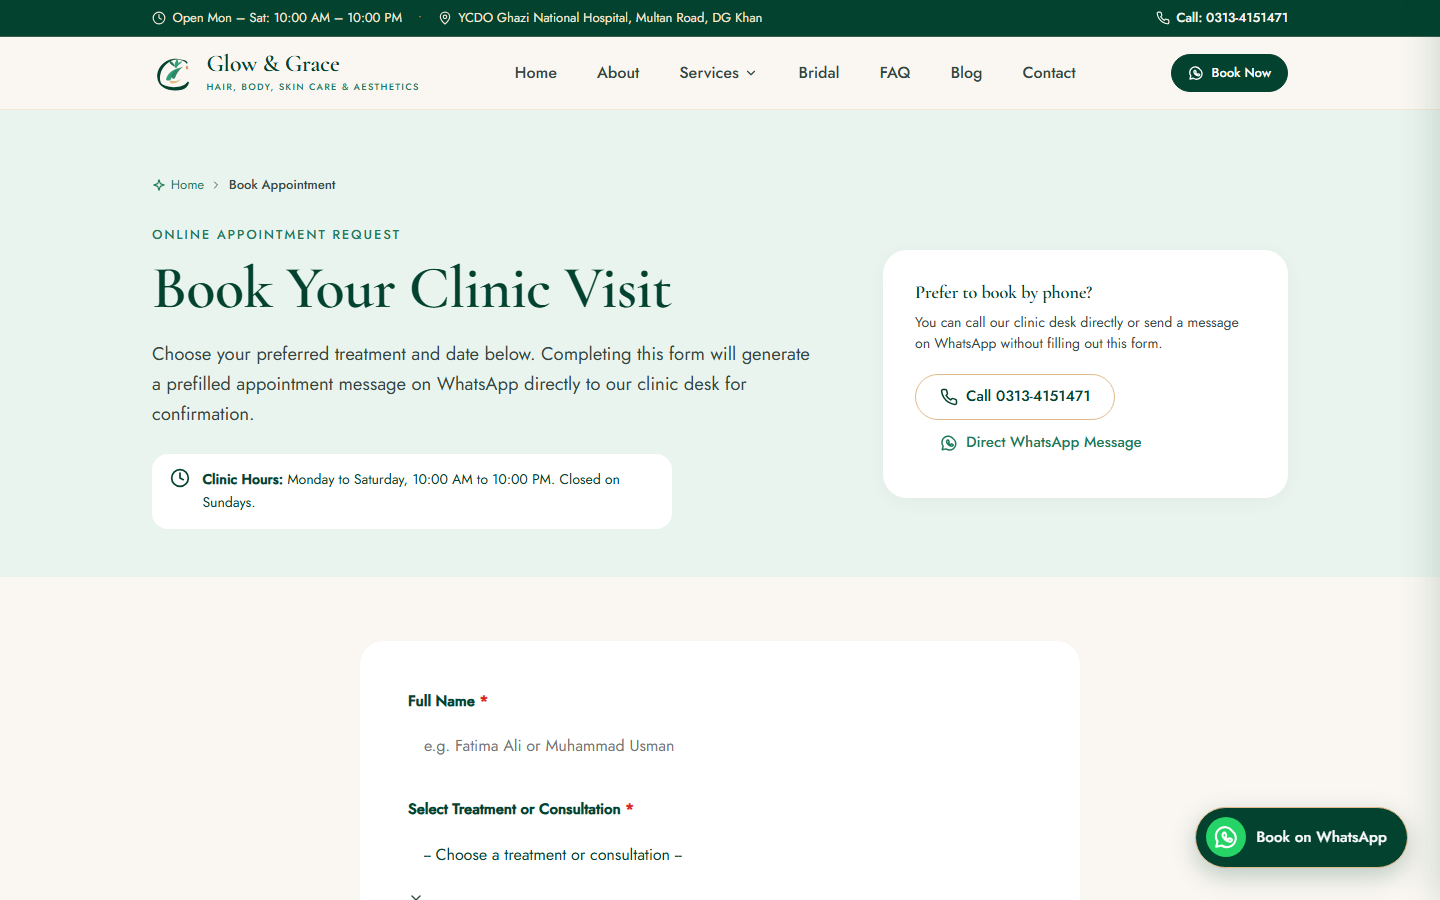 Open Mon – Sat: 10:00 AM – 10:00 PM · YCDO Ghazi National Hospital, Multan Road, DG Khan Call: 0313-4151471
Glow & Grace
HAIR, BODY, SKIN CARE & AESTHETICS
Home About Services Bridal FAQ Blog Contact
Book Now
Home > Book Appointment
ONLINE APPOINTMENT REQUEST
Book Your Clinic Visit
Choose your preferred treatment and date below. Completing this form will generate
a prefilled appointment message on WhatsApp directly to our clinic desk for
confirmation.
Clinic Hours: Monday to Saturday, 10:00 AM to 10:00 PM. Closed on
Sundays.
Prefer to book by phone?
You can call our clinic desk directly or send a message
on WhatsApp without filling out this form.
Call 0313-4151471
Direct WhatsApp Message
Full Name *
e.g. Fatima Ali or Muhammad Usman
Select Treatment or Consultation *
-- Choose a treatment or consultation --
Book on WhatsApp